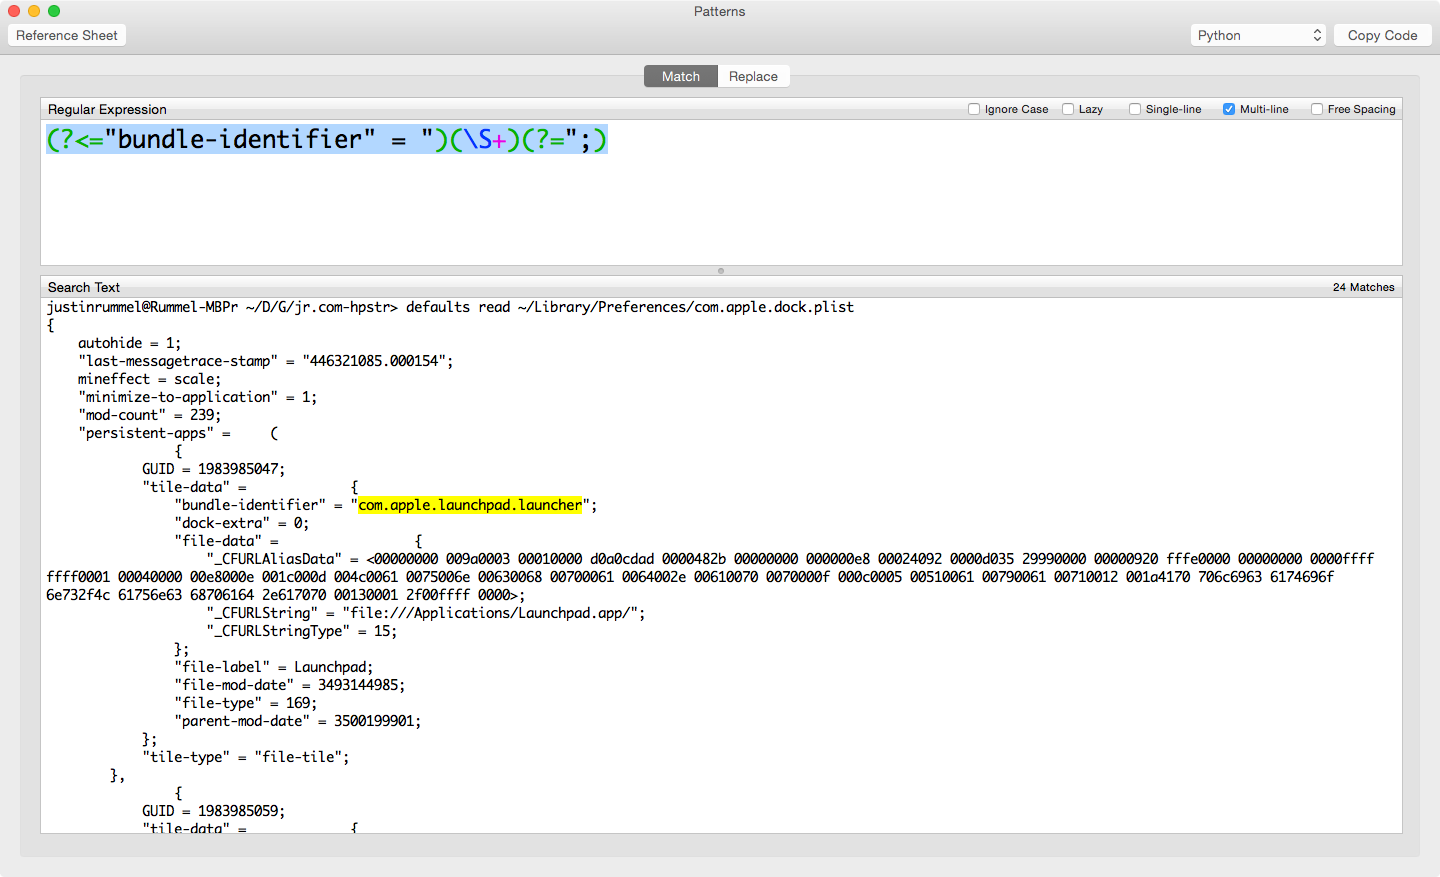 Patterns
Reference Sheet
Python
Copy Code
Match
Replace
Regular Expression
Ignore Case
Lazy
Single-line
Multi-line
Free Spacing
(?<="bundle-identifier" = ")(\S+)(?=";)
Search Text
24 Matches
justinrummel@Rummel-MBPr ~/D/G/jr.com-hpstr> defaults read ~/Library/Preferences/com.apple.dock.plist
{
autohide = 1;
"last-messagetrace-stamp" = "446321085.000154";
mineffect = scale;
"minimize-to-application" = 1;
"mod-count" = 239;
"persistent-apps" =     (
{
GUID = 1983985047;
"tile-data" =             {
"bundle-identifier" = "com.apple.launchpad.launcher";
"dock-extra" = 0;
"file-data" =                 {
"_CFURLAliasData" = <00000000 009a0003 00010000 d0a0cdad 0000482b 00000000 000000e8 00024092 0000d035 29990000 00000920 fffe0000 00000000 0000ffff
ffff0001 00040000 00e8000e 001c000d 004c0061 0075006e 00630068 00700061 0064002e 00610070 0070000f 000c0005 00510061 00790061 00710012 001a4170 706c6963 6174696f
6e732f4c 61756e63 68706164 2e617070 00130001 2f00ffff 0000>;
"_CFURLString" = "file:///Applications/Launchpad.app/";
"_CFURLStringType" = 15;
};
"file-label" = Launchpad;
"file-mod-date" = 3493144985;
"file-type" = 169;
"parent-mod-date" = 3500199901;
};
"tile-type" = "file-tile";
},
{
GUID = 1983985059;
"tile-data" =             {